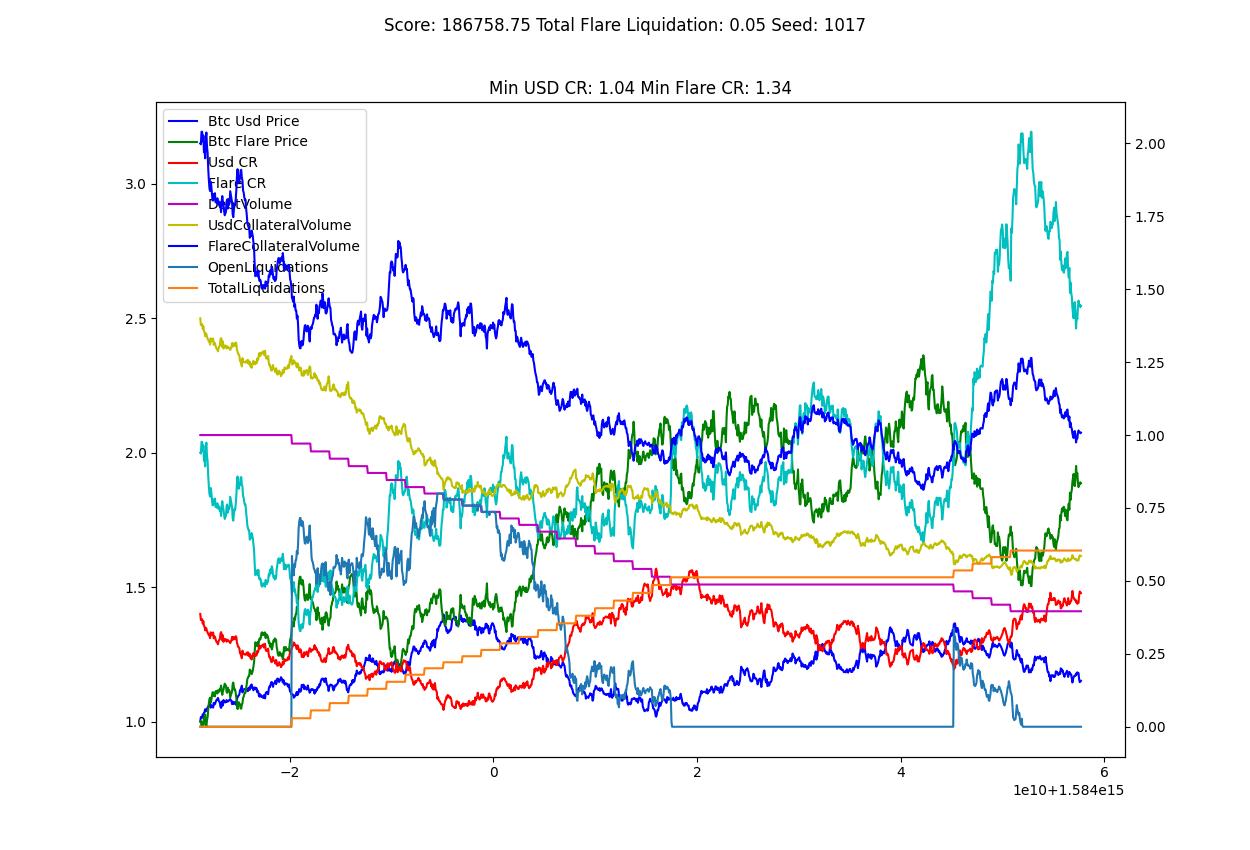 Score: 186758.75 Total Flare Liquidation: 0.05 Seed: 1017
Min USD CR: 1.04 Min Flare CR: 1.34
Btc Usd Price
Btc Flare Price
Usd CR
Flare CR
DebtVolume
UsdCollateralVolume
FlareCollateralVolume
OpenLiquidations
TotalLiquidations
3.0
2.5
2.0
1.5
1.0
2.00
1.75
1.50
1.25
1.00
0.75
0.50
0.25
0.00
−2 0 2 4 6
1e10+1.584e15